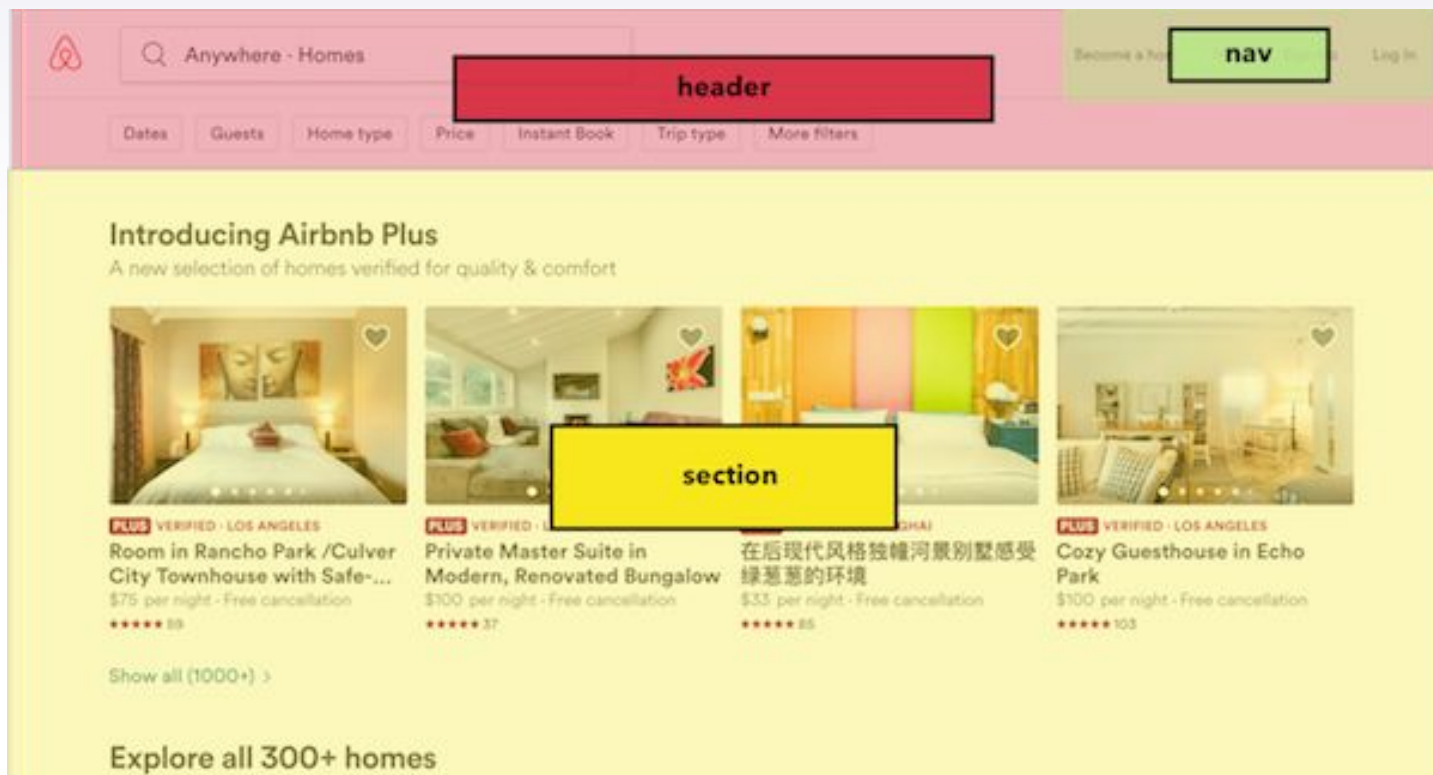 Anywhere · Homes
header
Become a
nav
Log In
Dates
Guests
Home type
Price
Instant Book
Trip type
More filters
Introducing Airbnb Plus
A new selection of homes verified for quality & comfort
section
PLUS VERIFIED · LOS ANGELES
Room in Rancho Park /Culver
City Townhouse with Safe-...
$75 per night · Free cancellation
★★★★★ 59
PLUS VERIFIED ·
Private Master Suite in
Modern, Renovated Bungalow
$100 per night · Free cancellation
★★★★★ 37
在后现代风格独幢河景别墅感受
绿葱葱的环境
$33 per night · Free cancellation
★★★★★ 85
PLUS VERIFIED · LOS ANGELES
Cozy Guesthouse in Echo
Park
$100 per night · Free cancellation
★★★★★ 103
Show all (1000+) >
Explore all 300+ homes